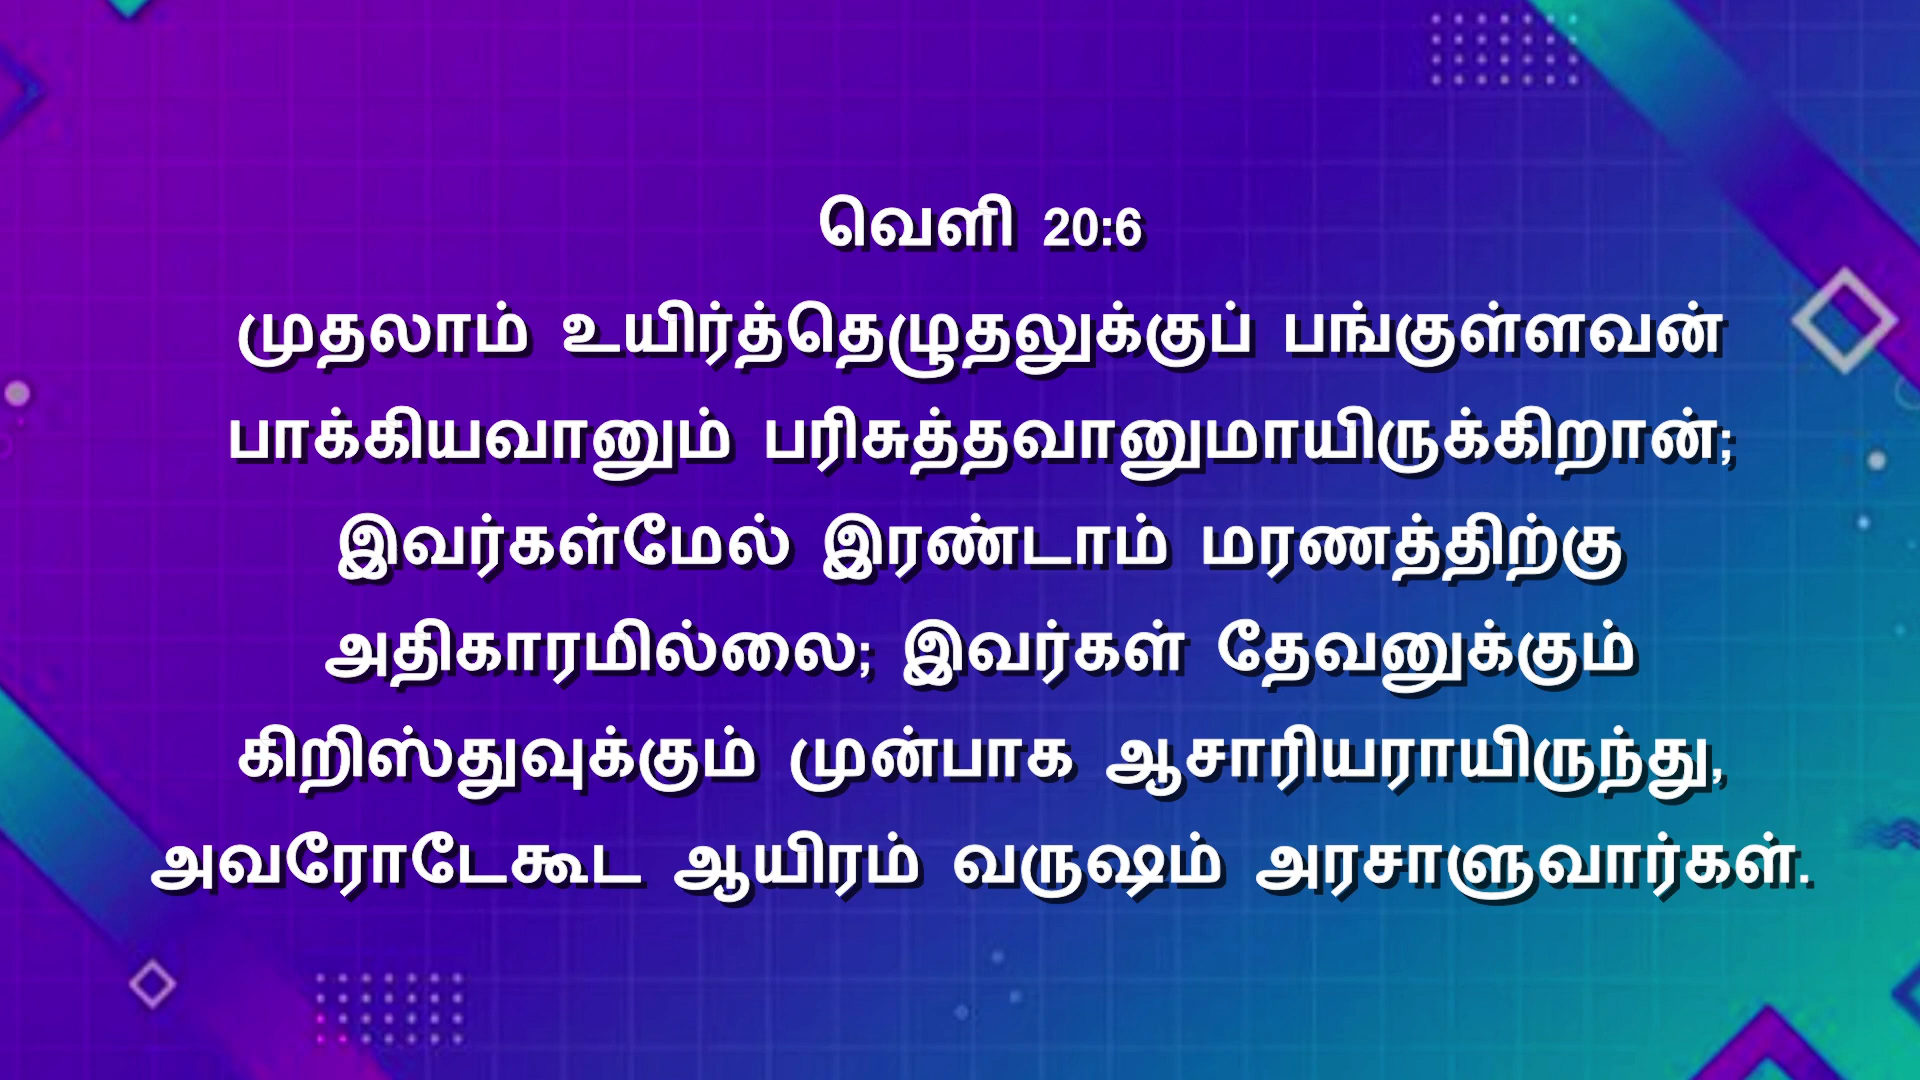 வெளி 20:6
முதலாம் உயிர்த்தெழுதலுக்குப் பங்குள்ளவன்
பாக்கியவானும் பரிசுத்தவானுமாயிருக்கிறான்;
இவர்கள்மேல் இரண்டாம் மரணத்திற்கு
அதிகாரமில்லை; இவர்கள் தேவனுக்கும்
கிறிஸ்துவுக்கும் முன்பாக ஆசாரியராயிருந்து,
அவரோடேகூட ஆயிரம் வருஷம் அரசாளுவார்கள்.